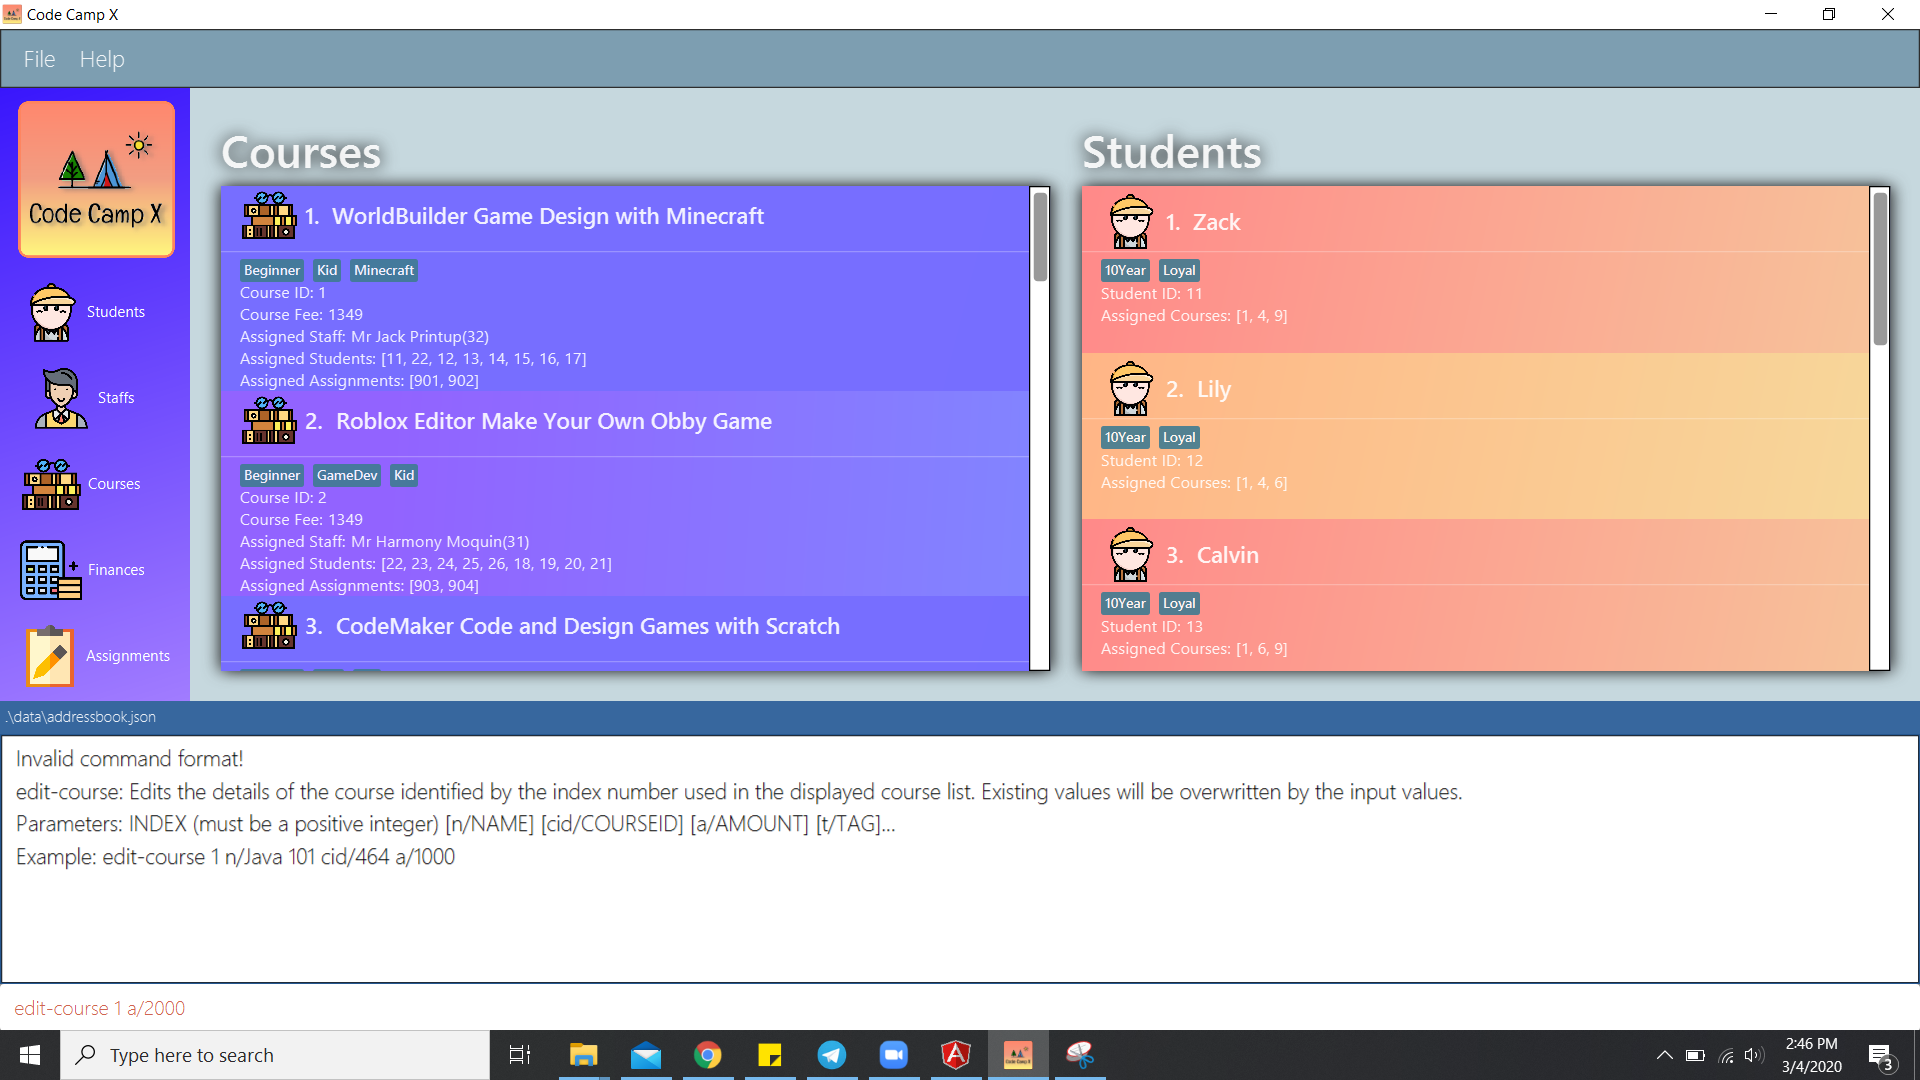 Code Camp X
File Help
Code Camp X
Students
Staffs
Courses
Finances
Assignments
Courses
1. WorldBuilder Game Design with Minecraft
Beginner Kid Minecraft
Course ID: 1
Course Fee: 1349
Assigned Staff: Mr Jack Printup(32)
Assigned Students: [11, 22, 12, 13, 14, 15, 16, 17]
Assigned Assignments: [901, 902]
2. Roblox Editor Make Your Own Obby Game
Beginner GameDev Kid
Course ID: 2
Course Fee: 1349
Assigned Staff: Mr Harmony Moquin(31)
Assigned Students: [22, 23, 24, 25, 26, 18, 19, 20, 21]
Assigned Assignments: [903, 904]
3. CodeMaker Code and Design Games with Scratch
Students
1. Zack
10Year Loyal
Student ID: 11
Assigned Courses: [1, 4, 9]
2. Lily
10Year Loyal
Student ID: 12
Assigned Courses: [1, 4, 6]
3. Calvin
10Year Loyal
Student ID: 13
Assigned Courses: [1, 6, 9]
.\data\addressbook.json
Invalid command format!
edit-course: Edits the details of the course identified by the index number used in the displayed course list. Existing values will be overwritten by the input values.
Parameters: INDEX (must be a positive integer) [n/NAME] [cid/COURSEID] [a/AMOUNT] [t/TAG]...
Example: edit-course 1 n/Java 101 cid/464 a/1000
edit-course 1 a/2000
Type here to search
2:46 PM
3/4/2020
3